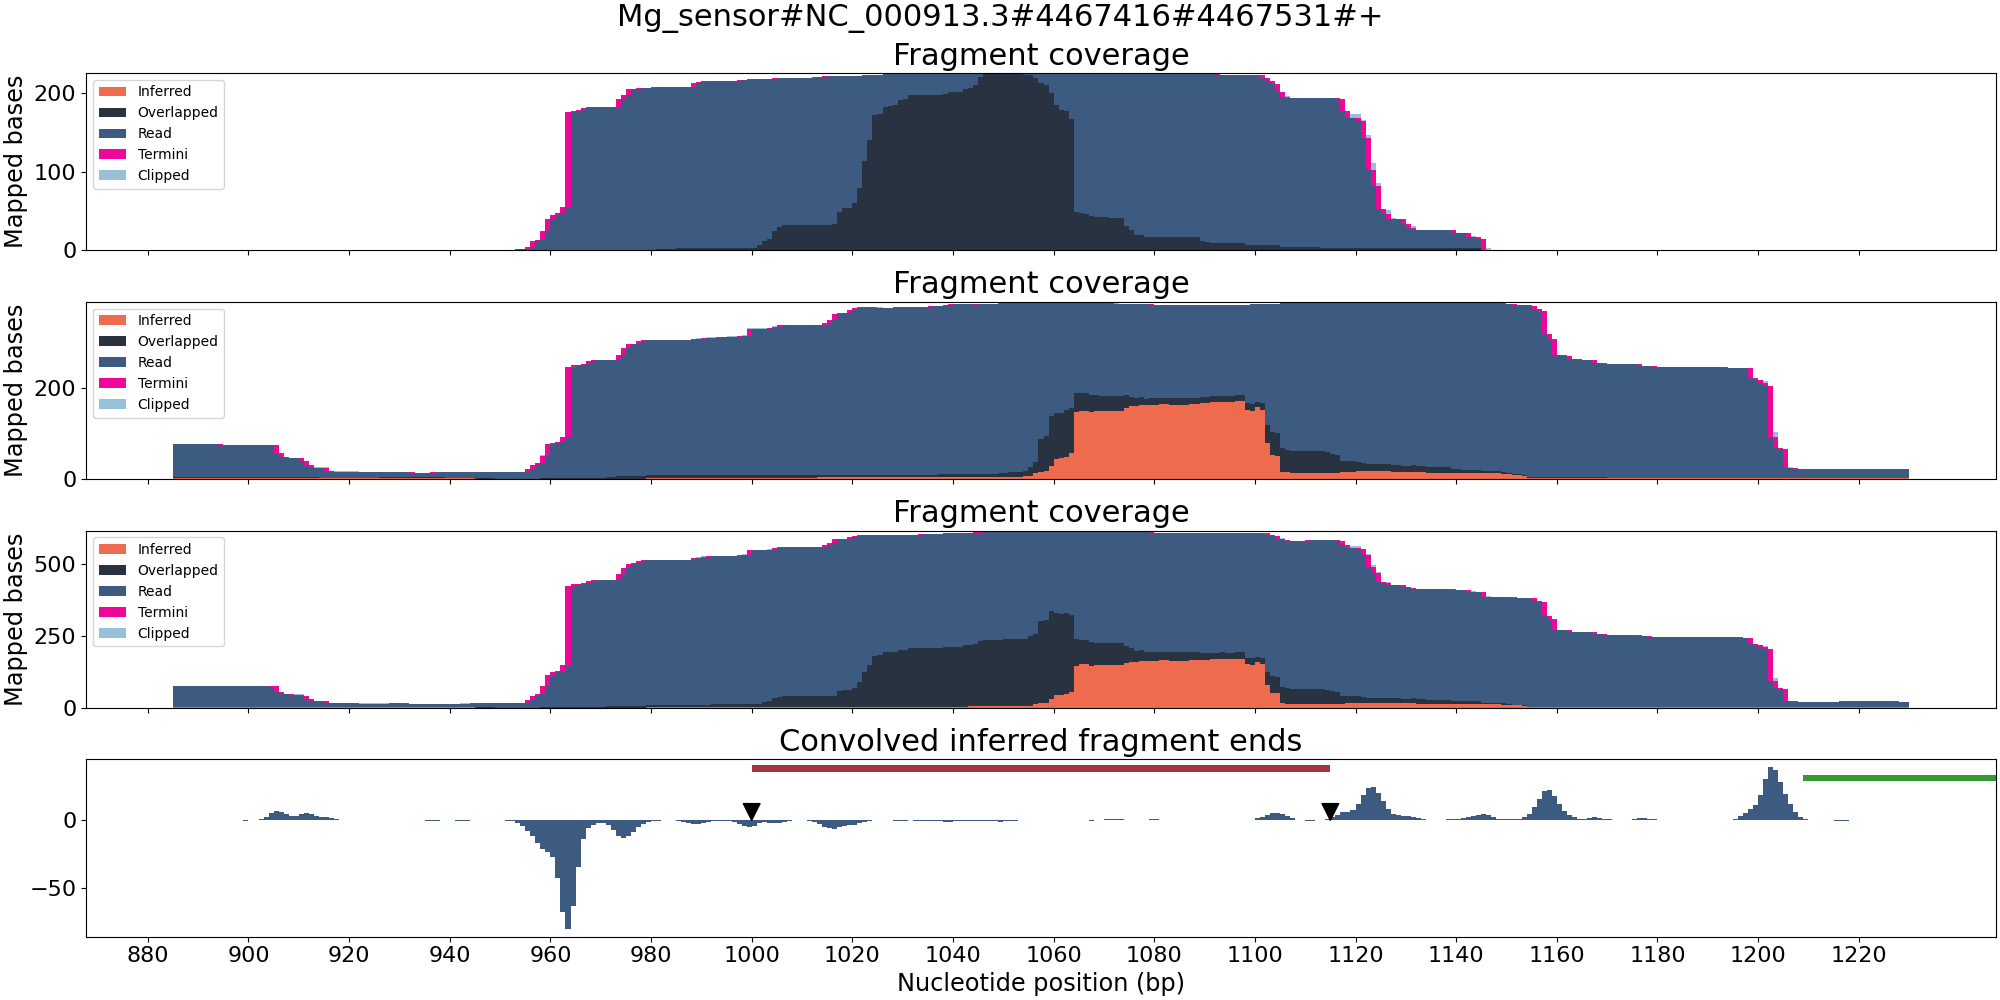 Mg_sensor#NC_000913.3#4467416#4467531#+
Fragment coverage
Mapped bases
200
100
0
Inferred
Overlapped
Read
Termini
Clipped
Fragment coverage
Mapped bases
200
0
Inferred
Overlapped
Read
Termini
Clipped
Fragment coverage
Mapped bases
500
250
0
Inferred
Overlapped
Read
Termini
Clipped
Convolved inferred fragment ends
0
−50
880 900 920 940 960 980 1000 1020 1040 1060 1080 1100 1120 1140 1160 1180 1200 1220
Nucleotide position (bp)